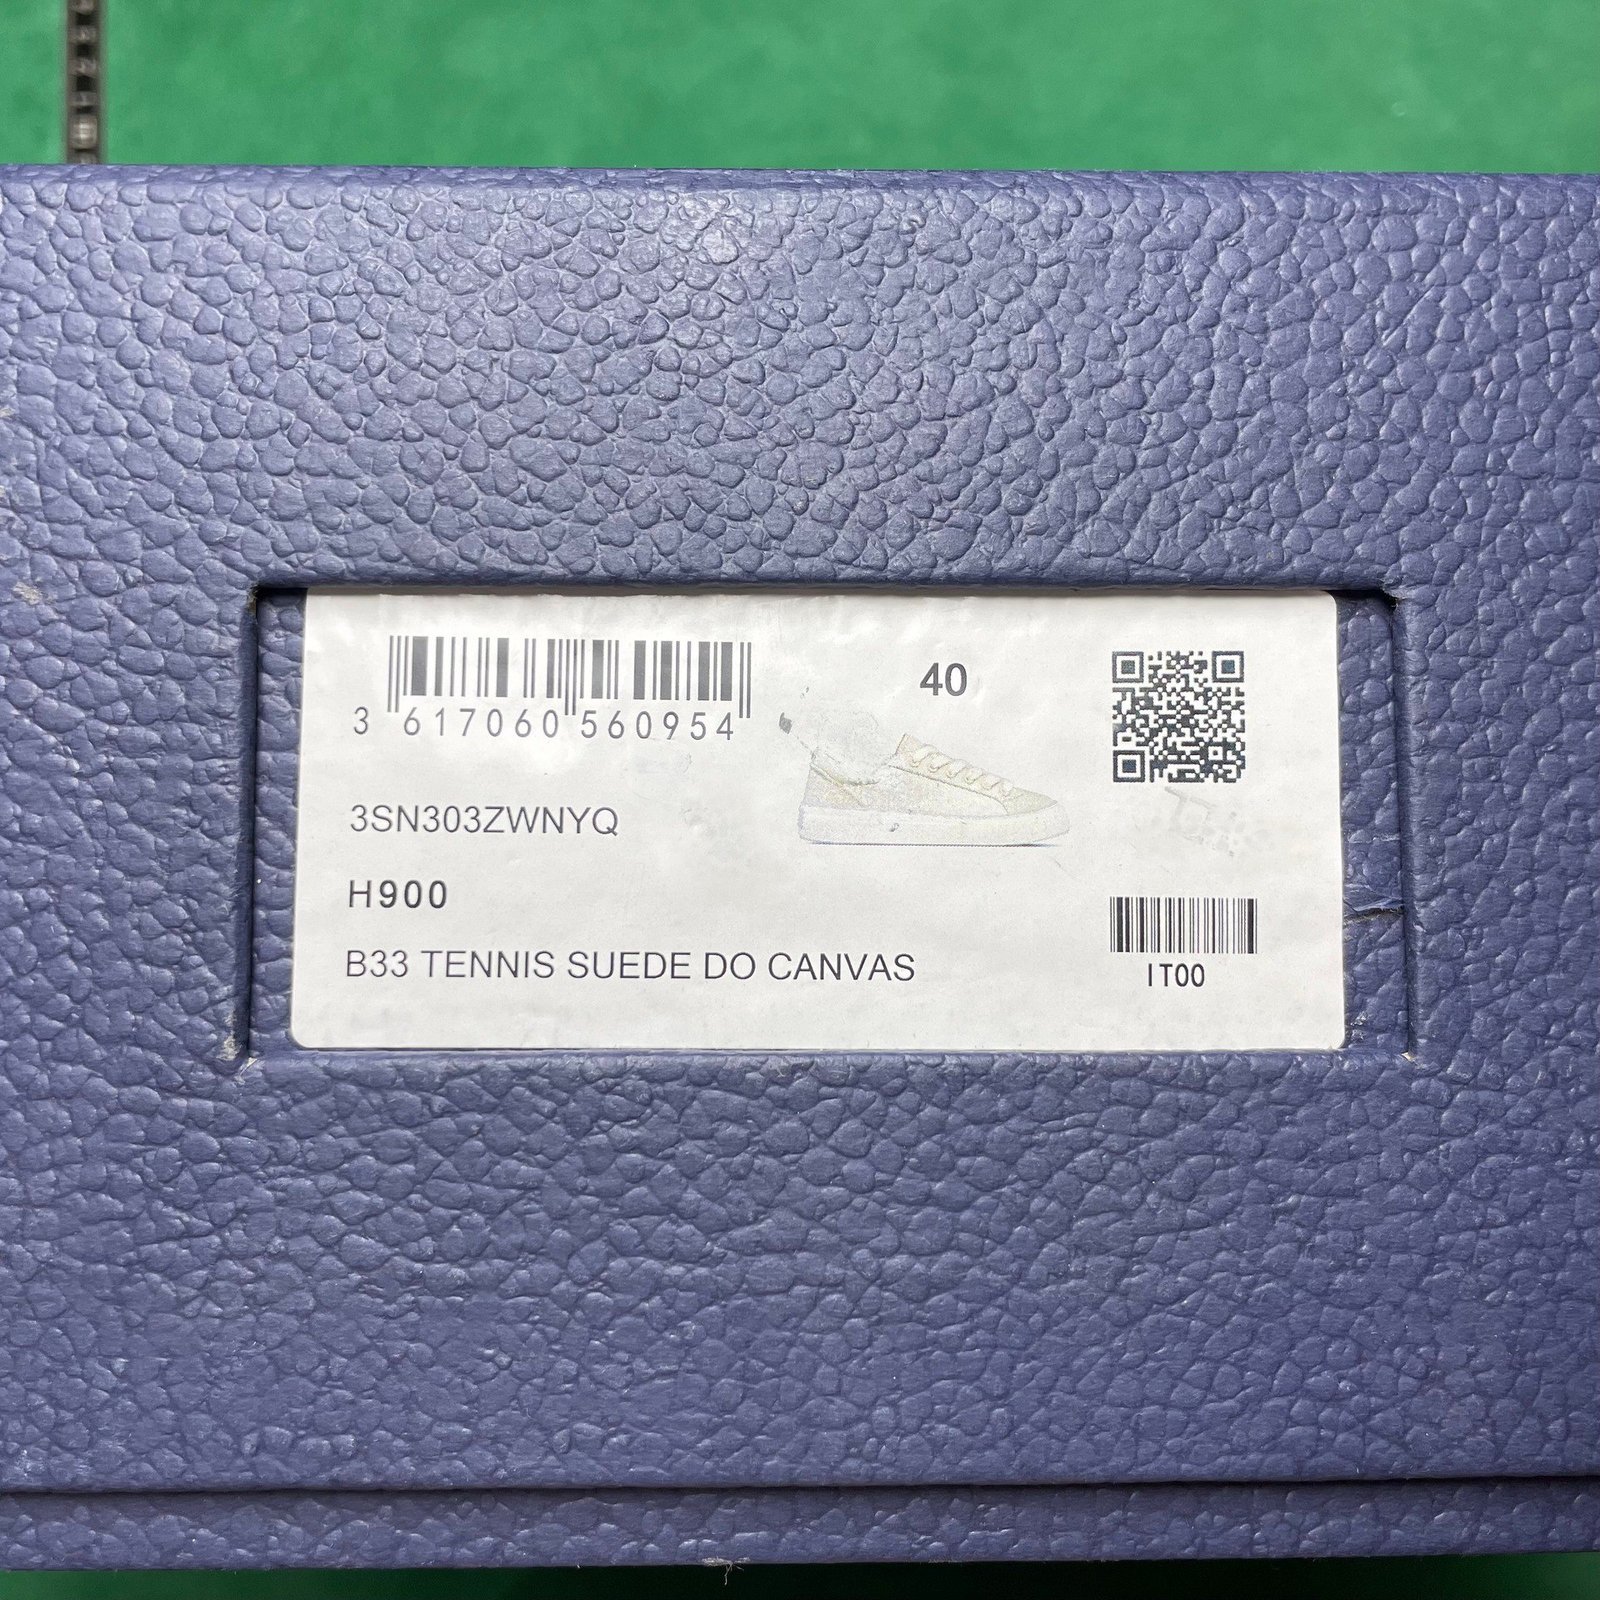 40
3 617060 560954
3SN303ZWNYQ
H900
B33 TENNIS SUEDE DO CANVAS
IT00